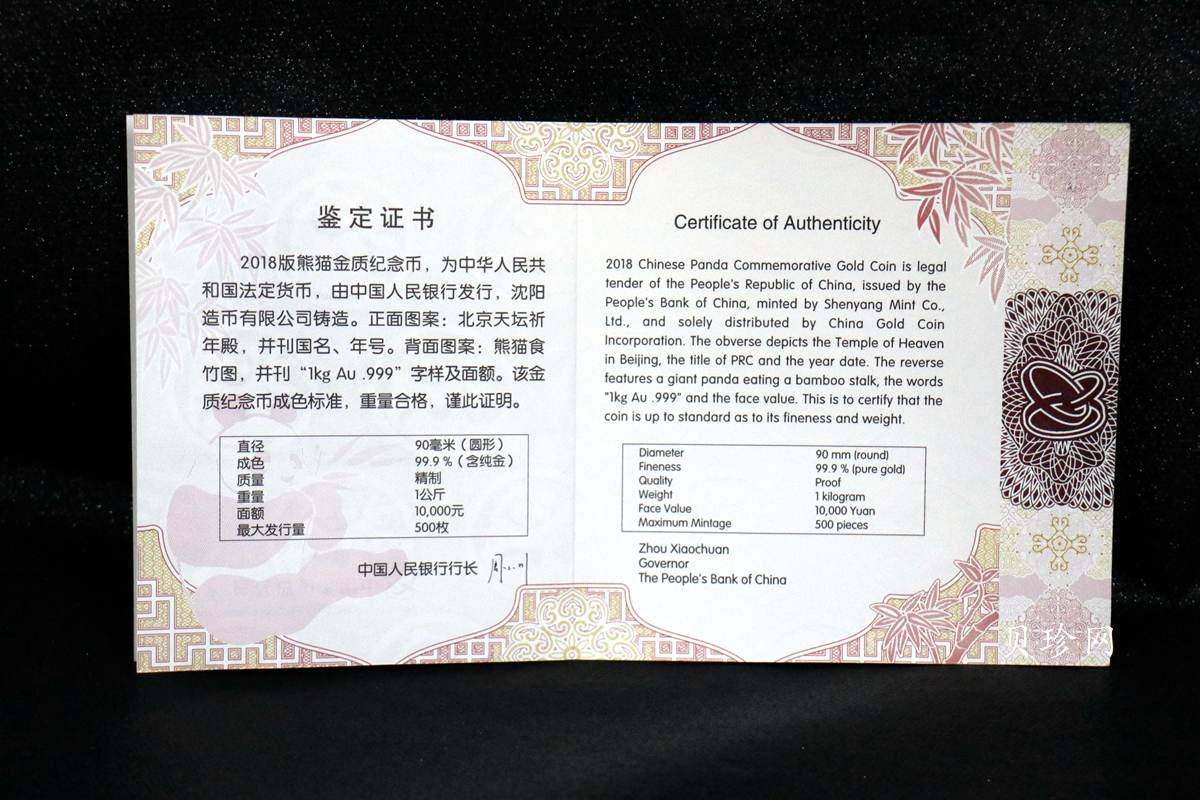 鉴定证书
2018版熊猫金质纪念币，为中华人民共
和国法定货币，由中国人民银行发行，沈阳
造币有限公司铸造。正面图案：北京天坛祈
年殿，并刊国名、年号。背面图案：熊猫食
竹图，并刊“1kg Au .999”字样及面额。该金
质纪念币成色标准，重量合格，谨此证明。
直径 90毫米（圆形）
成色 99.9％（含纯金）
质量 精制
重量 1公斤
面额 10,000元
最大发行量 500枚
中国人民银行行长
Certificate of Authenticity
2018 Chinese Panda Commemorative Gold Coin is legal
tender of the People's Republic of China, issued by the
People's Bank of China, minted by Shenyang Mint Co.,
Ltd., and solely distributed by China Gold Coin
Incorporation. The obverse depicts the Temple of Heaven
in Beijing, the title of PRC and the year date. The reverse
features a giant panda eating a bamboo stalk, the words
"1kg Au .999" and the face value. This is to certify that the
coin is up to standard as to its fineness and weight.
Diameter 90 mm (round)
Fineness 99.9 % (pure gold)
Quality Proof
Weight 1 kilogram
Face Value 10,000 Yuan
Maximum Mintage 500 pieces
Zhou Xiaochuan
Governor
The People's Bank of China
贝珍网